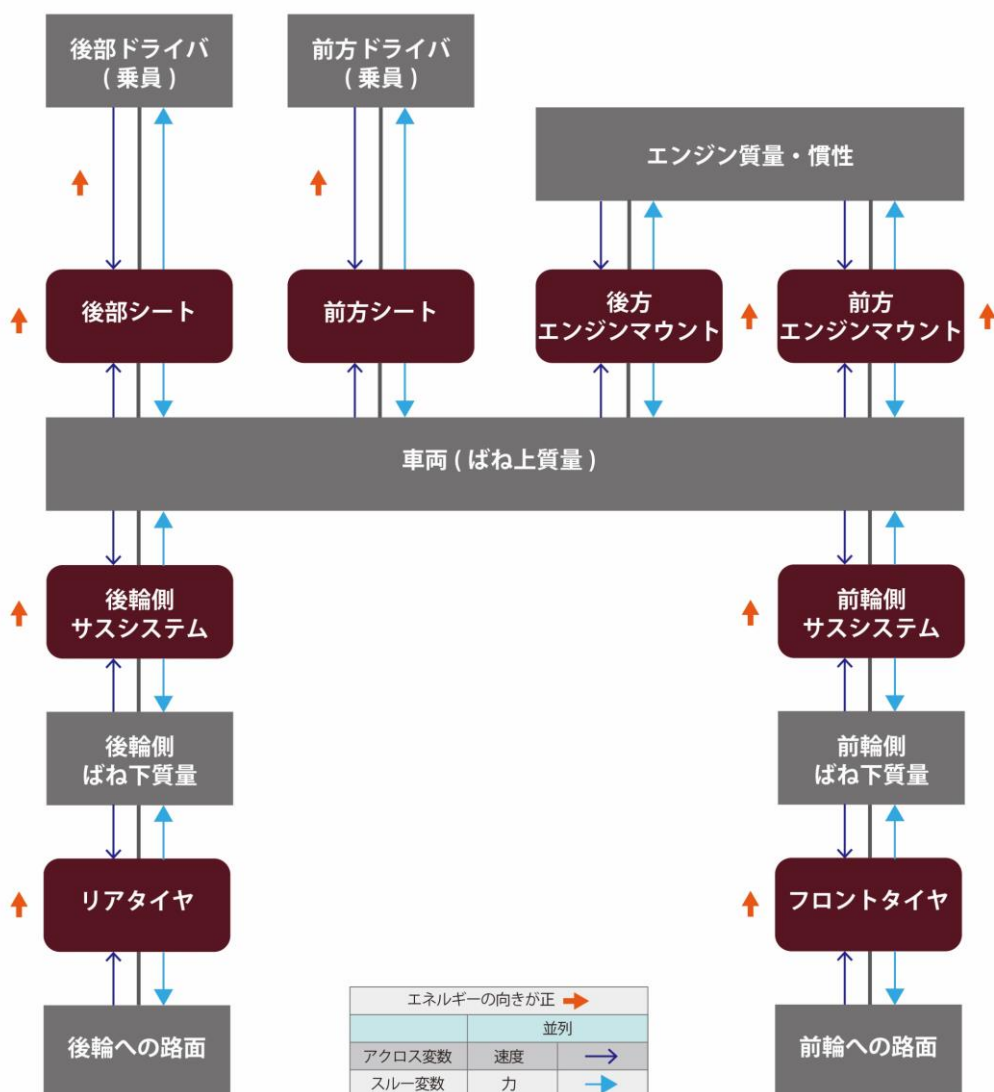 後部ドライバ
( 乗員 )
前方ドライバ
( 乗員 )
エンジン質量・慣性
後部シート
前方シート
後方
エンジンマウント
前方
エンジンマウント
車両 ( ばね上質量 )
後輪側
サスシステム
前輪側
サスシステム
後輪側
ばね下質量
前輪側
ばね下質量
リアタイヤ
フロントタイヤ
後輪への路面
前輪への路面
エネルギーの向きが正
並列
アクロス変数 速度
スルー変数 力